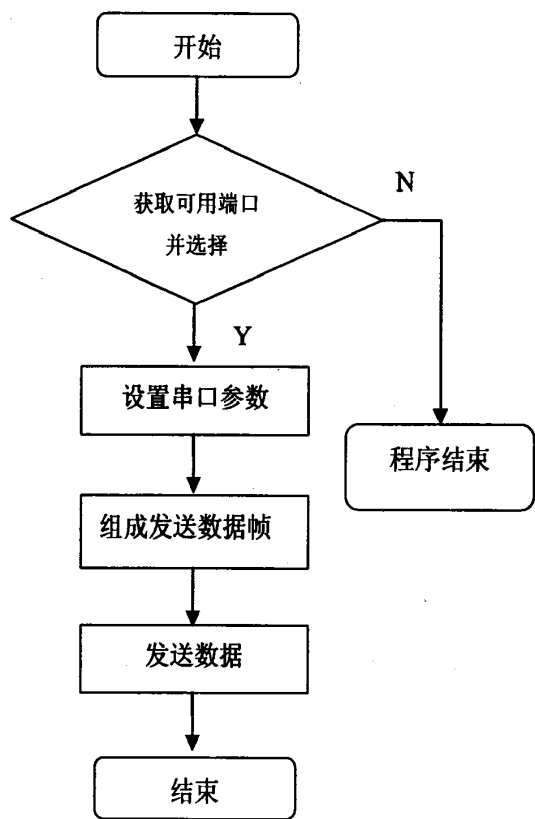 开始
获取可用端口
并选择
N
Y
设置串口参数
程序结束
组成发送数据帧
发送数据
结束